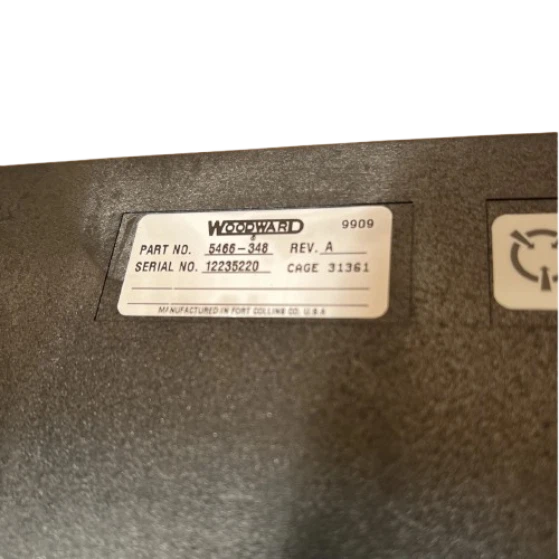 WOODWARD 9909
PART NO. 5466-348 REV. A
SERIAL NO. 12235220 CAGE 31361
MANUFACTURED IN FORT COLLINS CO. U.S.A